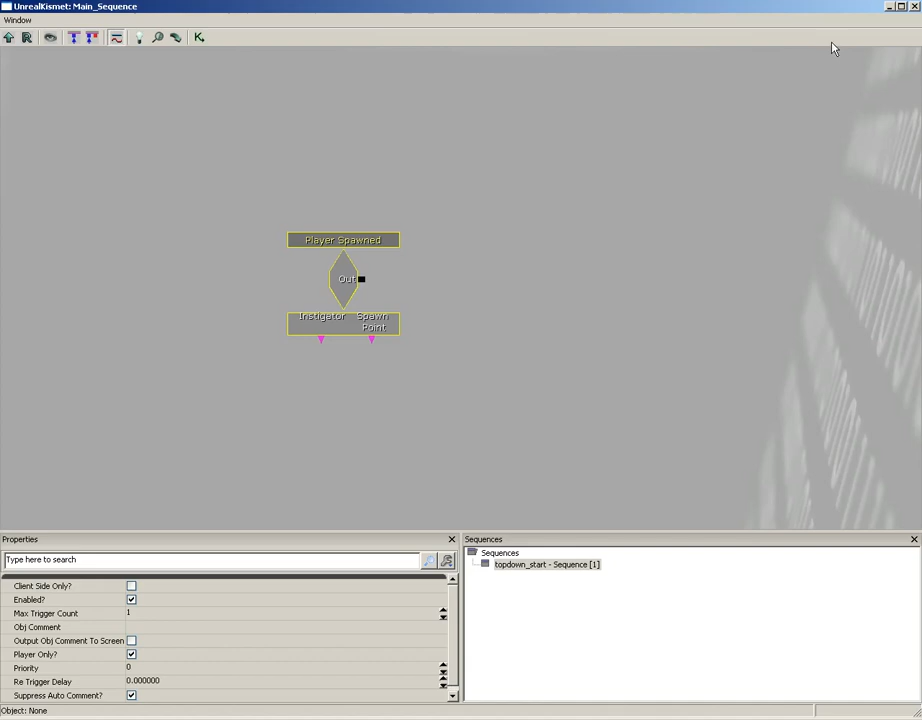 UnrealKismet: Main_Sequence
Window
R
K
Player Spawned
Out
Instigator Spawn
Point
Properties
Sequences
Type here to search
Sequences
topdown_start - Sequence [1]
Client Side Only?
Enabled?
Max Trigger Count 1
Obj Comment
Output Obj Comment To Screen
Player Only?
Priority 0
Re Trigger Delay 0.000000
Suppress Auto Comment?
Object: None